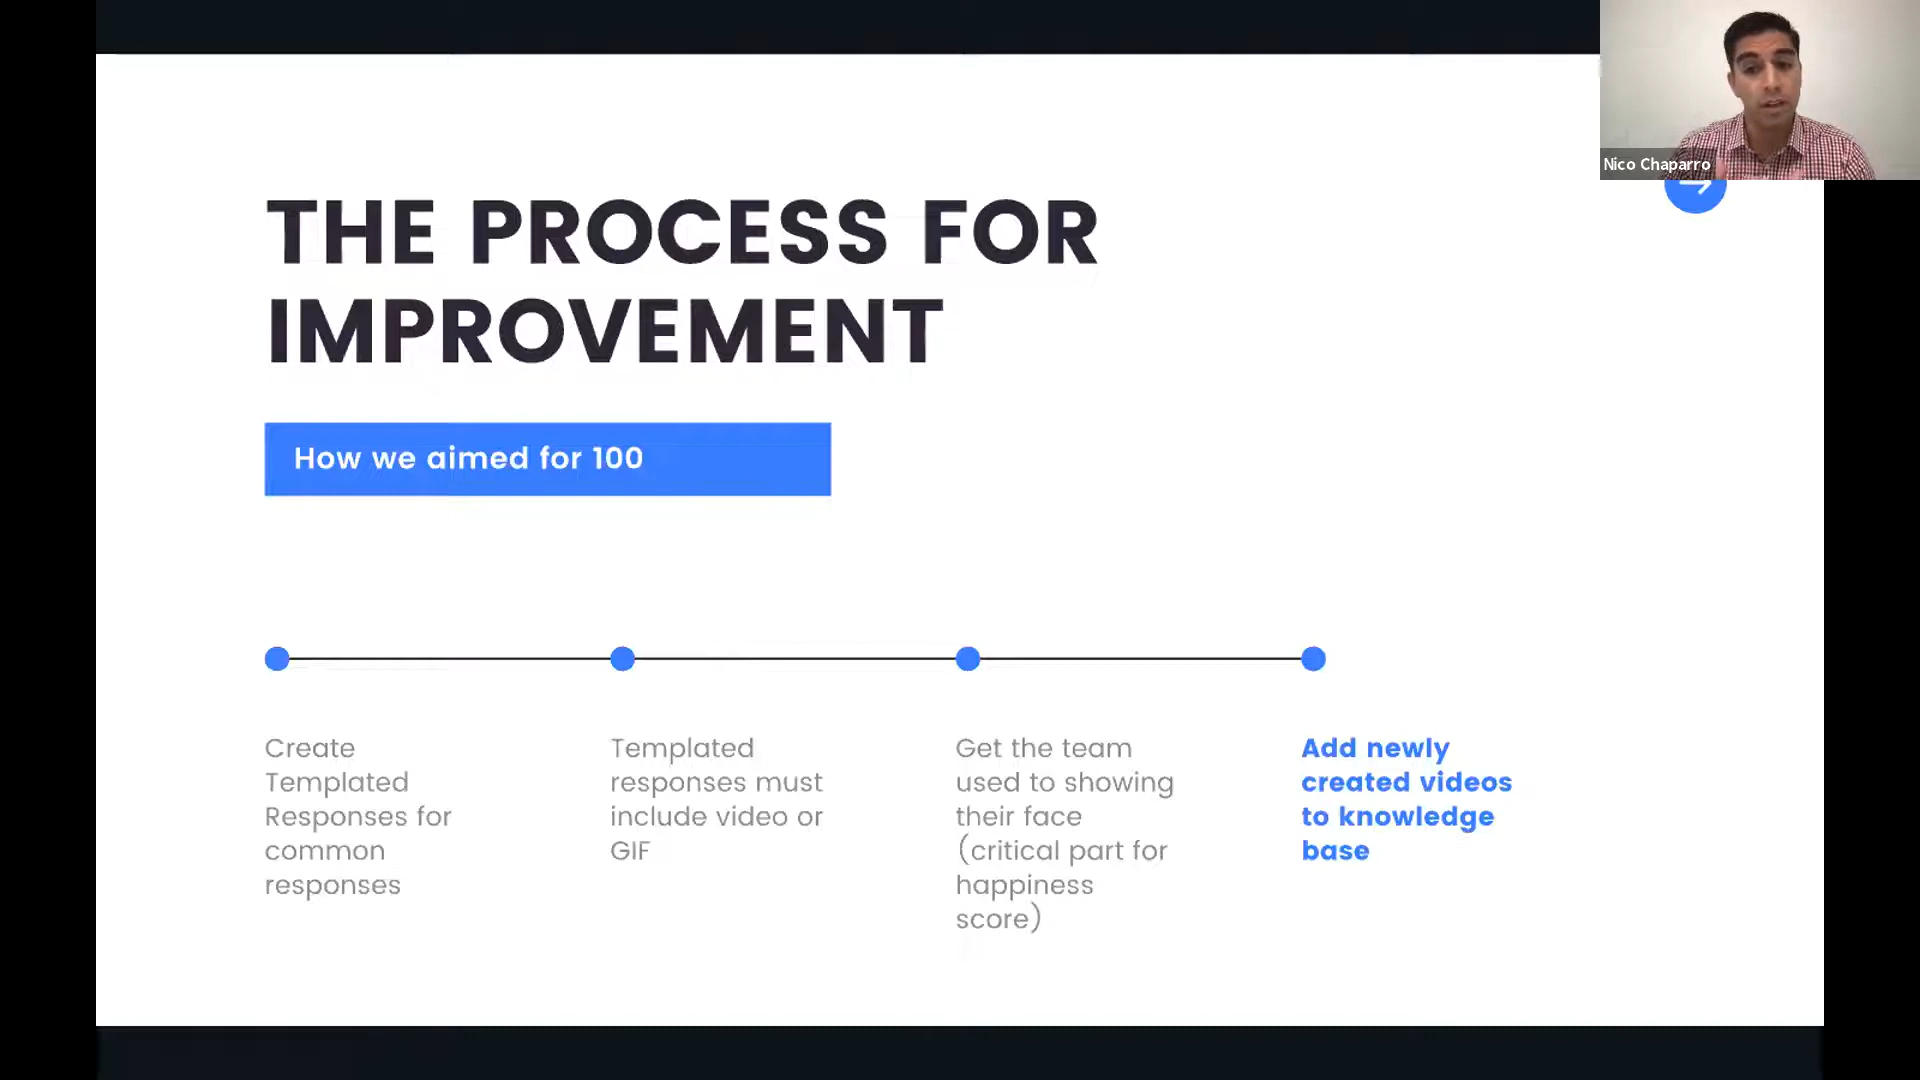 Nico Chaparro
THE PROCESS FOR
IMPROVEMENT
How we aimed for 100
Create
Templated
Responses for
common
responses
Templated
responses must
include video or
GIF
Get the team
used to showing
their face
(critical part for
happiness
score)
Add newly
created videos
to knowledge
base